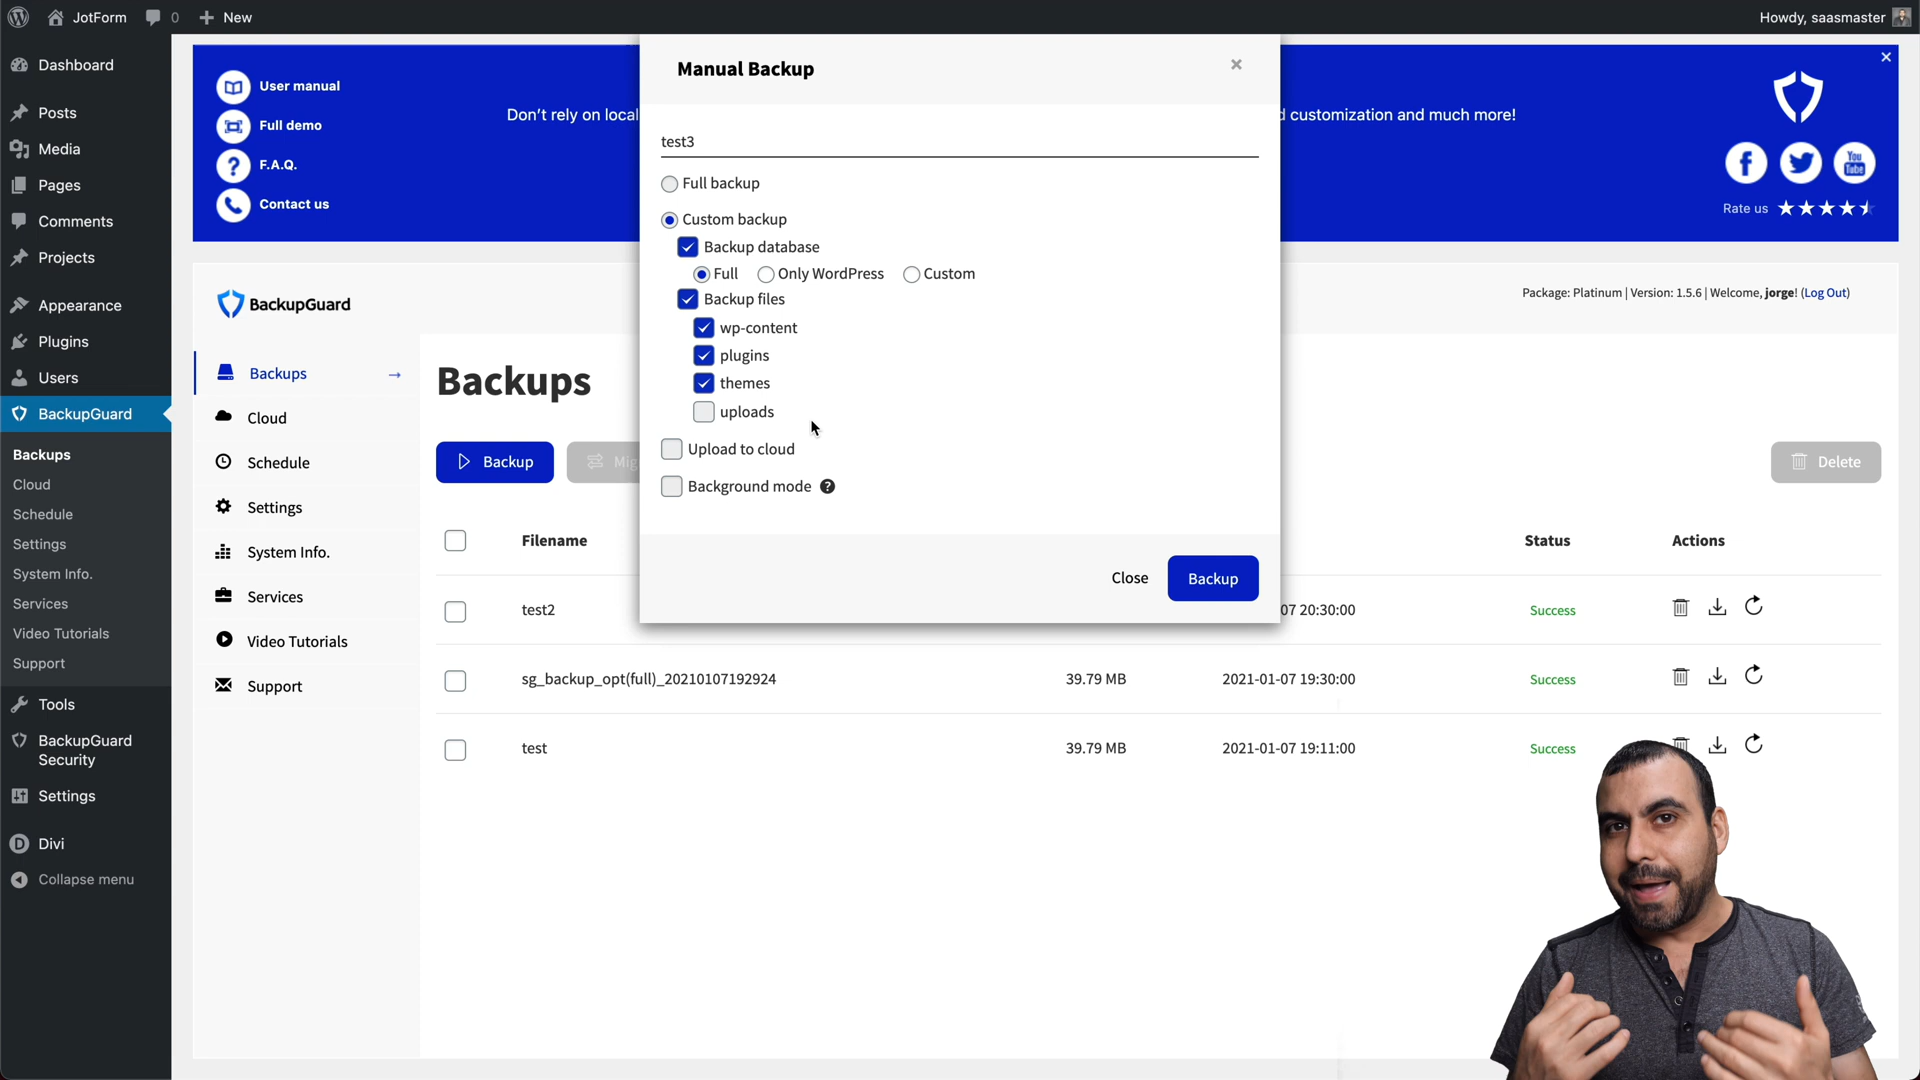 JotForm 0 New Howdy, saasmaster
Dashboard
Posts
Media
Pages
Comments
Projects
Appearance
Plugins
Users
BackupGuard
Backups
Cloud
Schedule
Settings
System Info.
Services
Video Tutorials
Support
Tools
BackupGuard
Security
Settings
Divi
Collapse menu
User manual
Full demo
F.A.Q.
Contact us
Don't rely on local
d customization and much more!
You
Tube
Rate us
BackupGuard
Package: Platinum | Version: 1.5.6 | Welcome, jorge! (Log Out)
Backups
Cloud
Schedule
Settings
System Info.
Services
Video Tutorials
Support
Backups
Backup
Mig
Delete
Manual Backup
test3
Full backup
Custom backup
Backup database
Full Only WordPress Custom
Backup files
wp-content
plugins
themes
uploads
Upload to cloud
Background mode ?
Close Backup
Filename Status Actions
test2 07 20:30:00 Success
sg_backup_opt(full)_20210107192924 39.79 MB 2021-01-07 19:30:00 Success
test 39.79 MB 2021-01-07 19:11:00 Success